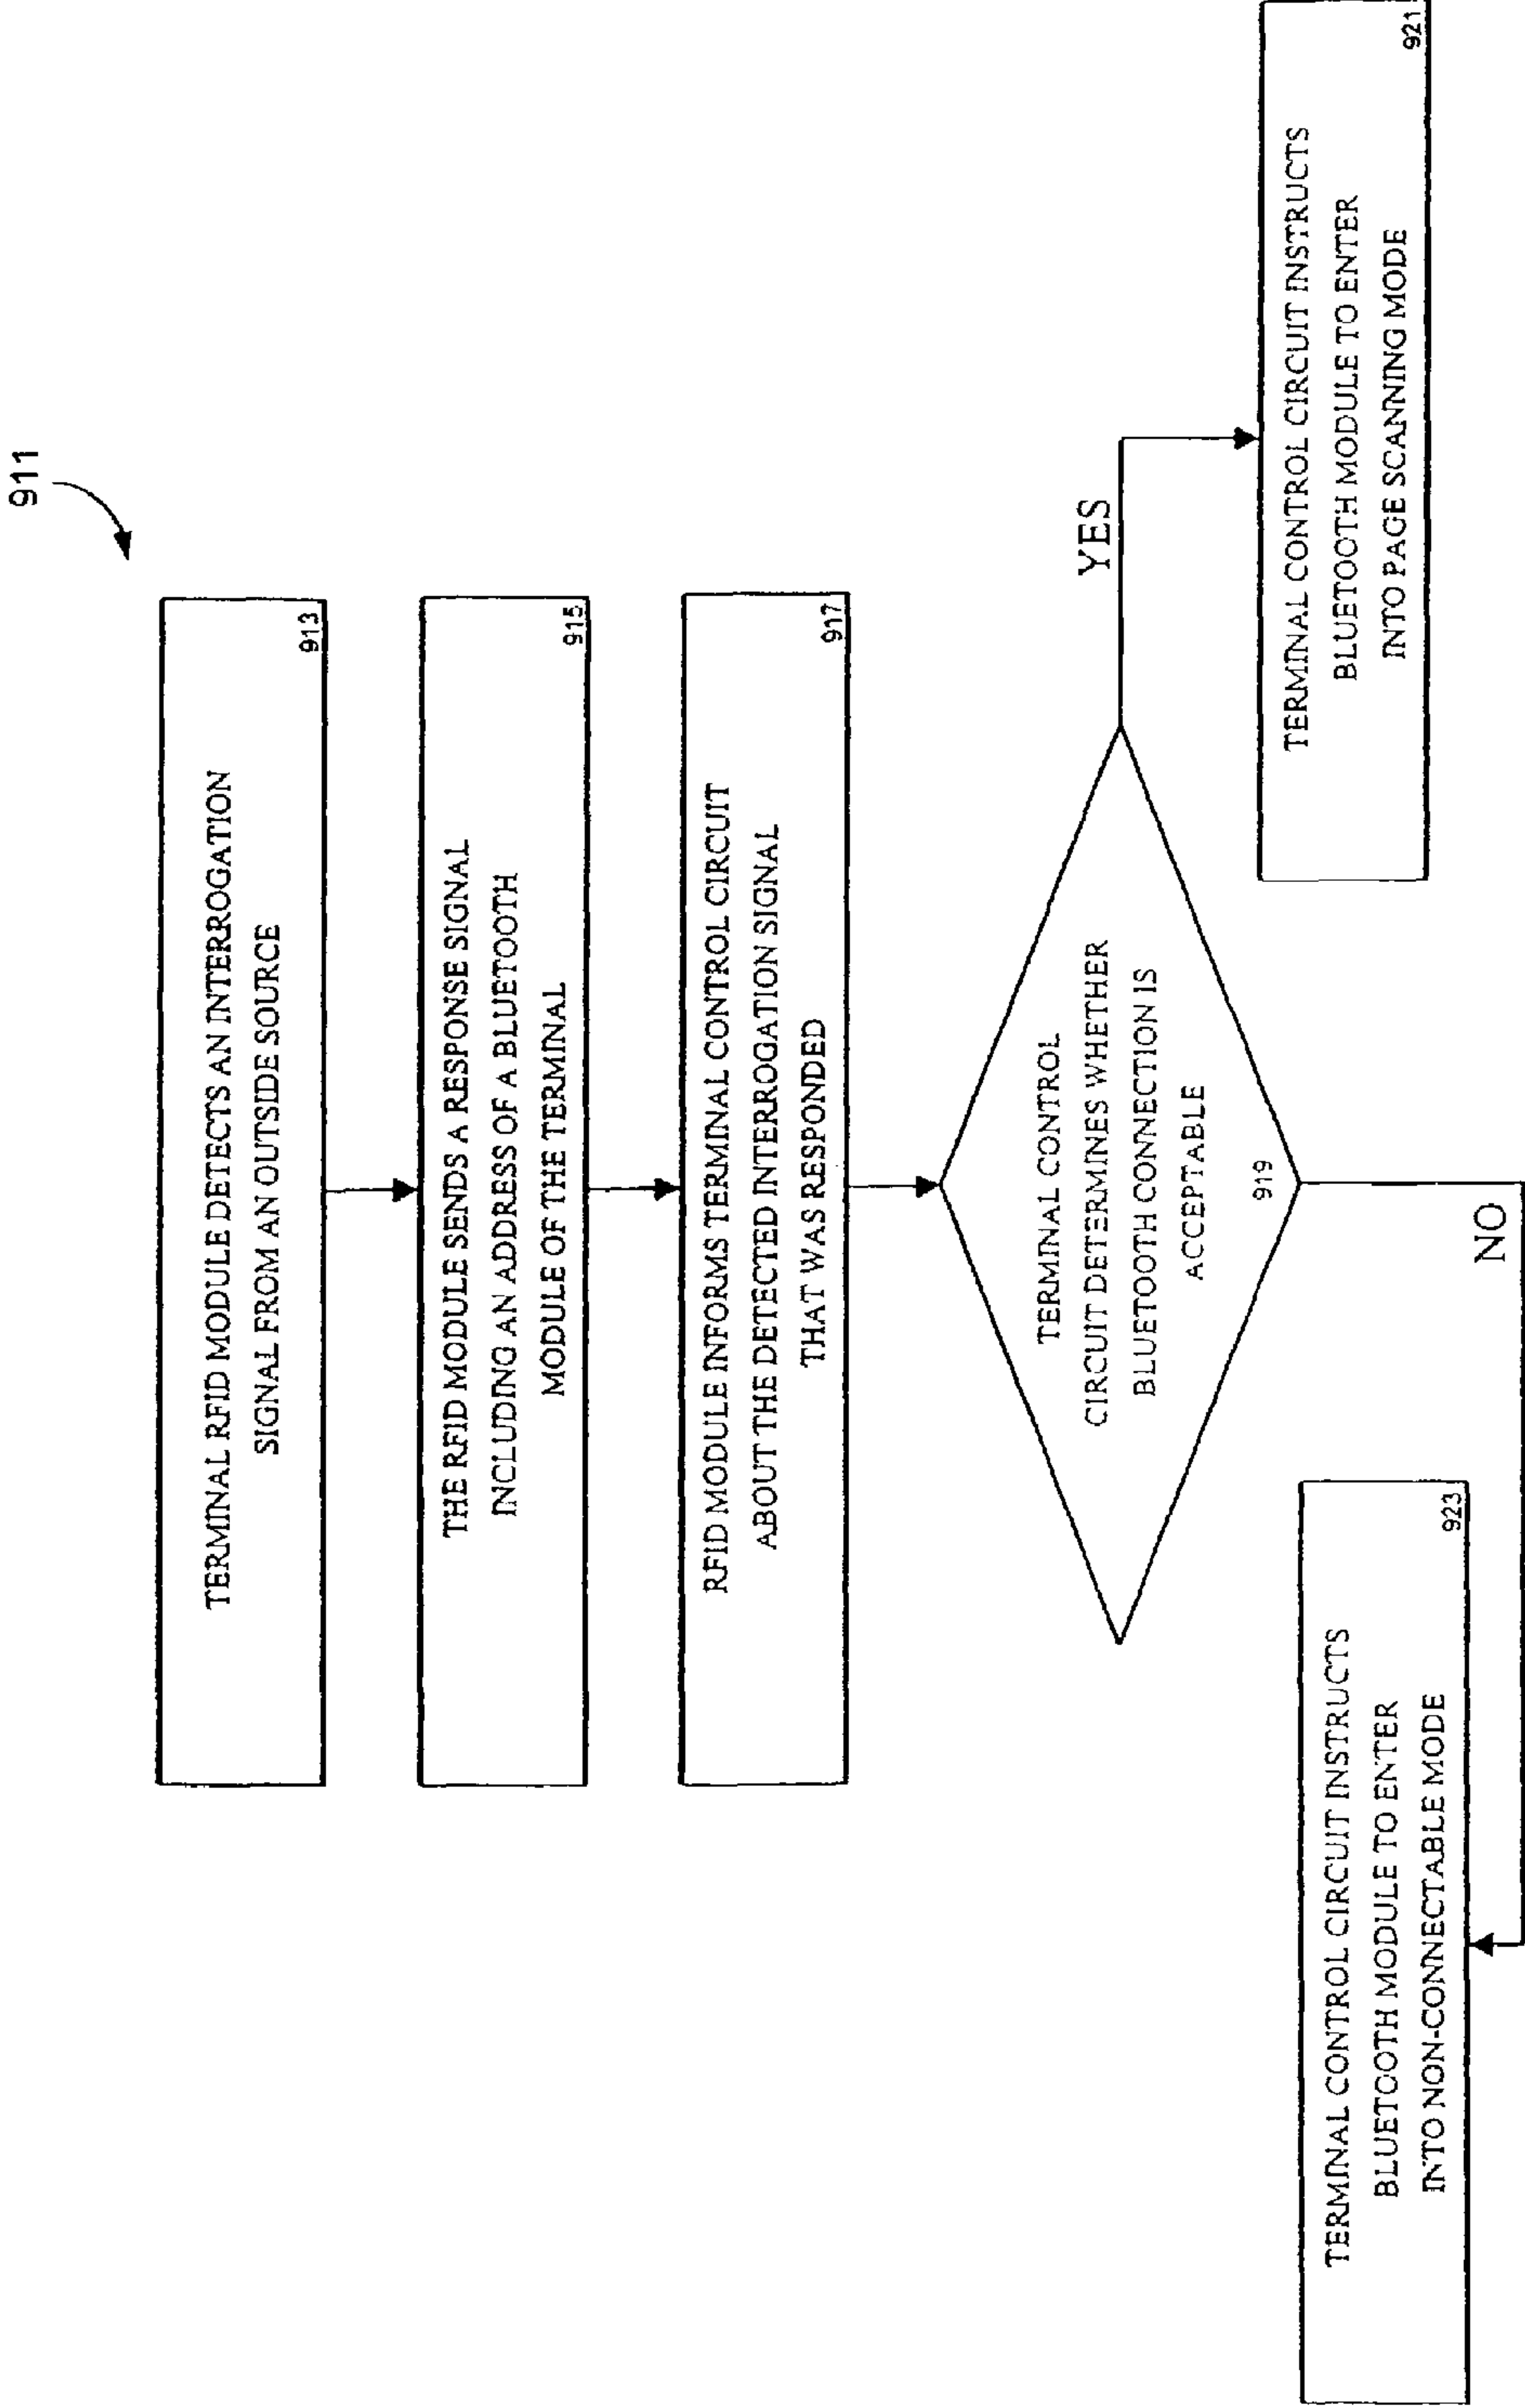 911
TERMINAL RFID MODULE DETECTS AN INTERROGATION
SIGNAL FROM AN OUTSIDE SOURCE
913
THE RFID MODULE SENDS A RESPONSE SIGNAL
INCLUDING AN ADDRESS OF A BLUETOOTH
MODULE OF THE TERMINAL
915
RFID MODULE INFORMS TERMINAL CONTROL CIRCUIT
ABOUT THE DETECTED INTERROGATION SIGNAL
THAT WAS RESPONDED
917
TERMINAL CONTROL
CIRCUIT DETERMINES WHETHER
BLUETOOTH CONNECTION IS
ACCEPTABLE
919
YES
TERMINAL CONTROL CIRCUIT INSTRUCTS
BLUETOOTH MODULE TO ENTER
INTO PAGE SCANNING MODE
921
NO
TERMINAL CONTROL CIRCUIT INSTRUCTS
BLUETOOTH MODULE TO ENTER
INTO NON-CONNECTABLE MODE
923